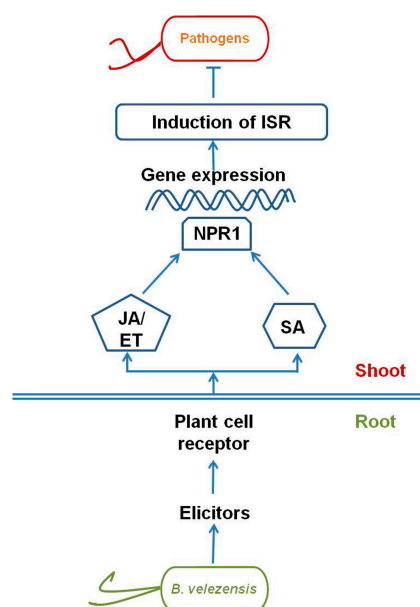 Pathogens
Induction of ISR
Gene expression
NPR1
JA/
ET
SA
Shoot
Plant cell
receptor
Root
Elicitors
B. velezensis